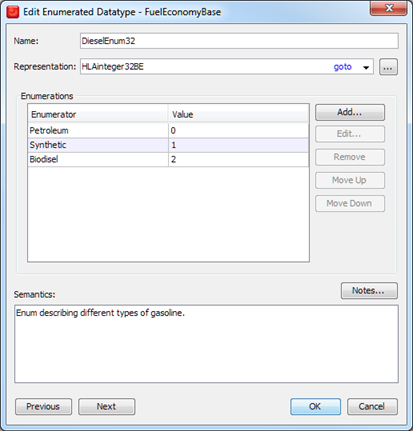 Edit Enumerated Datatype - FuelEconomyBase
Name: DieselEnum32
Representation: HLAinteger32BE goto ...
Enumerations
Enumerator Value Add...
Petroleum 0 Edit...
Synthetic 1
Biodisel 2 Remove
Move Up
Move Down
Semantics: Notes...
Enum describing different types of gasoline.
Previous Next OK Cancel